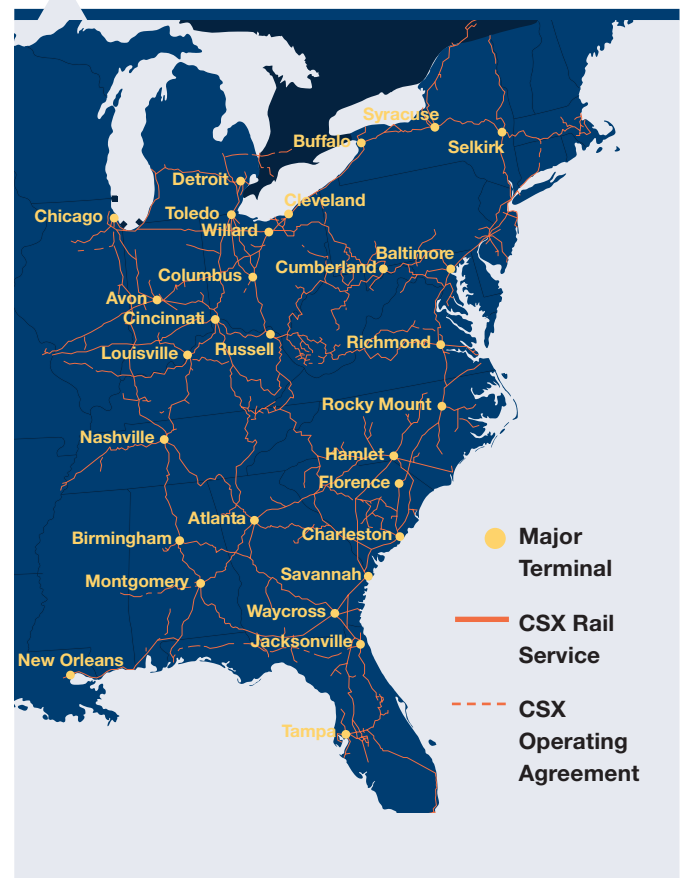 Syracuse
Buffalo
Selkirk
Detroit
Cleveland
Chicago
Toledo
Willard
Baltimore
Cumberland
Columbus
Avon
Cincinnati
Richmond
Louisville
Russell
Rocky Mount
Nashville
Hamlet
Florence
Atlanta
Birmingham
Charleston
Savannah
Montgomery
Waycross
Jacksonville
New Orleans
Tampa
Major
Terminal
CSX Rail
Service
CSX
Operating
Agreement